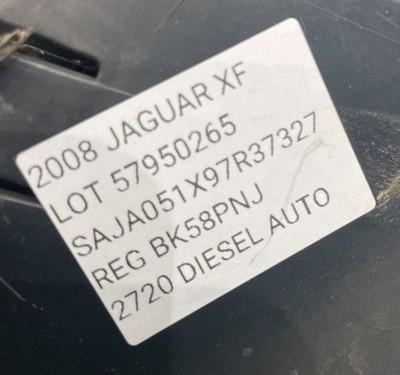 2008 JAGUAR XF
LOT 57950265
SAJA051X97R37327
REG BK58PNJ
2720 DIESEL AUTO